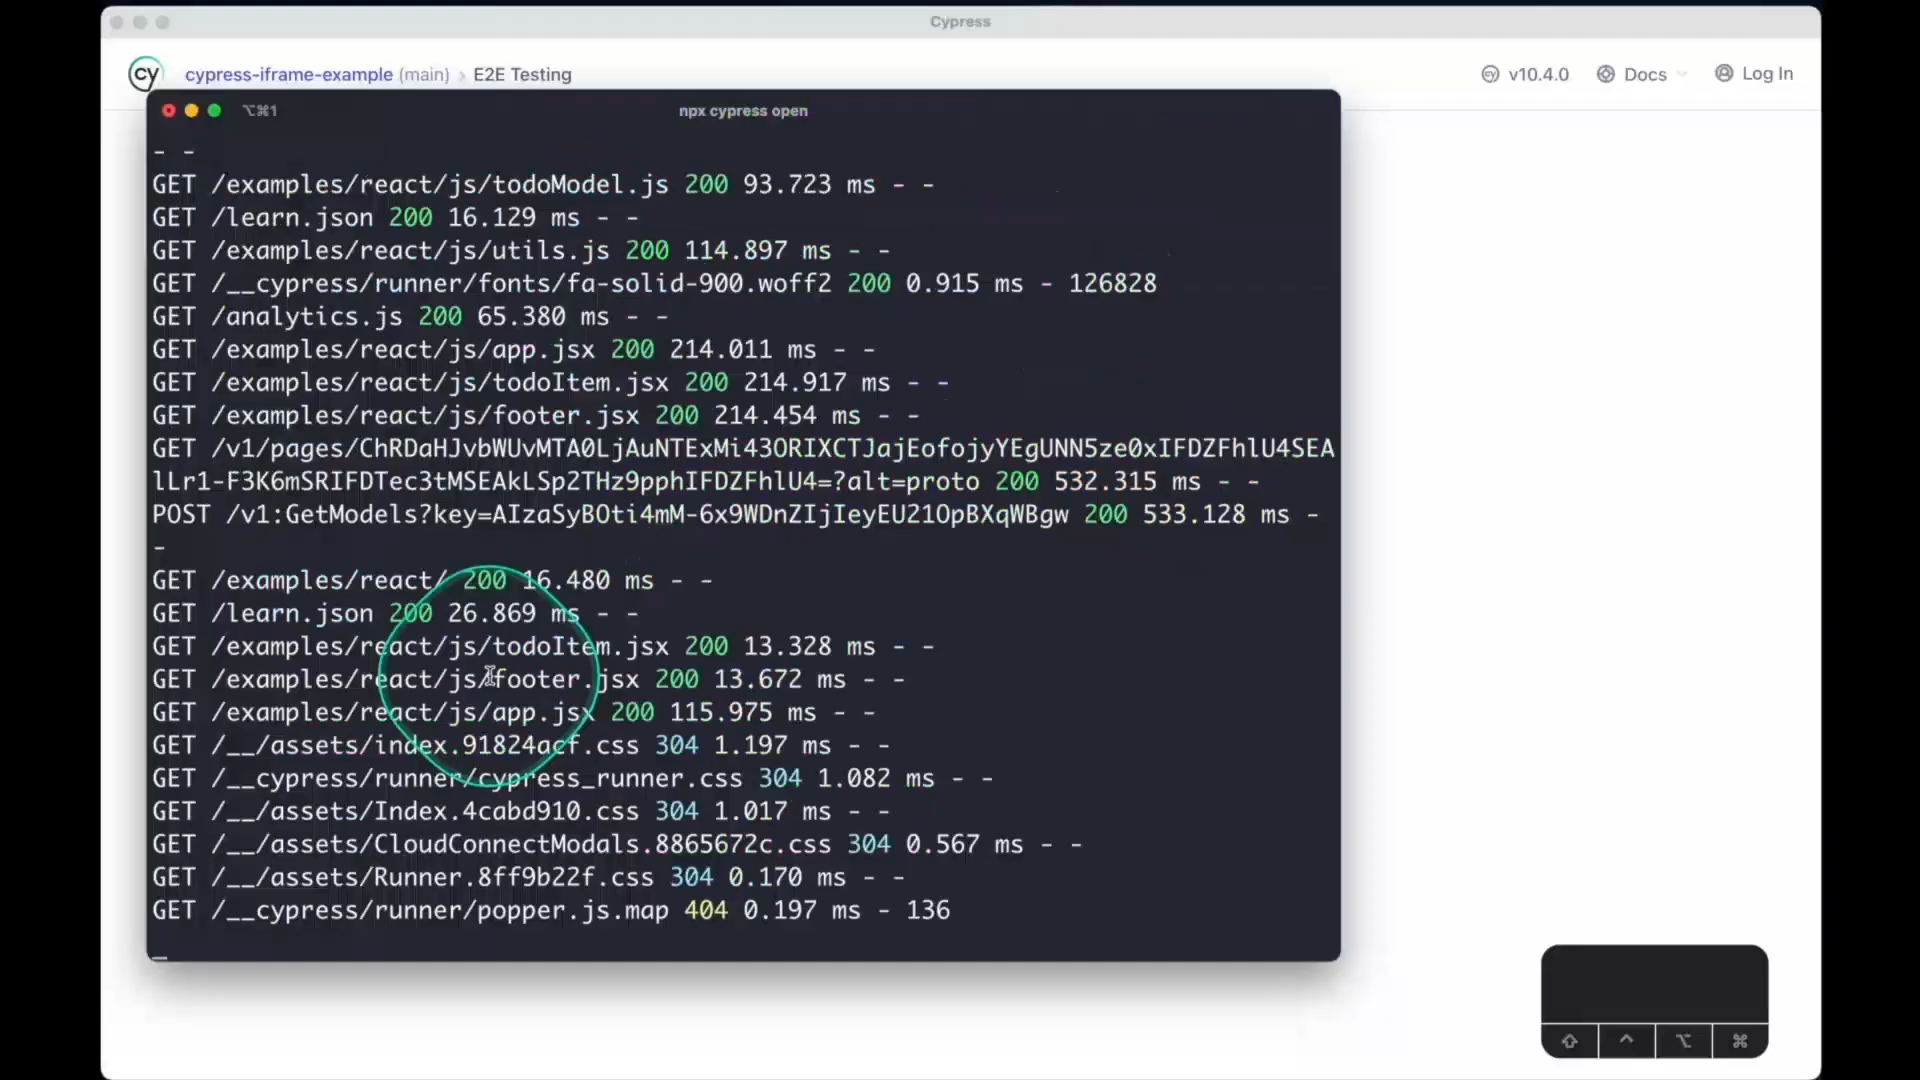 Cypress
cy cypress-iframe-example (main) › E2E Testing
v10.4.0 Docs Log In
⌥⌘1 npx cypress open
- -
GET /examples/react/js/todoModel.js 200 93.723 ms - -
GET /learn.json 200 16.129 ms - -
GET /examples/react/js/utils.js 200 114.897 ms - -
GET /__cypress/runner/fonts/fa-solid-900.woff2 200 0.915 ms - 126828
GET /analytics.js 200 65.380 ms - -
GET /examples/react/js/app.jsx 200 214.011 ms - -
GET /examples/react/js/todoItem.jsx 200 214.917 ms - -
GET /examples/react/js/footer.jsx 200 214.454 ms - -
GET /v1/pages/ChRDaHJvbWUvMTA0LjAuNTExMi43ORIXCTJajEofojyYEgUNN5ze0xIFDZFhlU4SEA
lLr1-F3K6mSRIFDTec3tMSEAkLSp2THz9pphIFDZFhlU4=?alt=proto 200 532.315 ms - -
POST /v1:GetModels?key=AIzaSyBOti4mM-6x9WDnZIjIeyEU21OpBXqWBgw 200 533.128 ms -
-
GET /examples/react/ 200 16.480 ms - -
GET /learn.json 200 26.869 ms - -
GET /examples/react/js/todoItem.jsx 200 13.328 ms - -
GET /examples/react/js/footer.jsx 200 13.672 ms - -
GET /examples/react/js/app.jsx 200 115.975 ms - -
GET /__/assets/index.91824acf.css 304 1.197 ms - -
GET /__cypress/runner/cypress_runner.css 304 1.082 ms - -
GET /__/assets/Index.4cabd910.css 304 1.017 ms - -
GET /__/assets/CloudConnectModals.8865672c.css 304 0.567 ms - -
GET /__/assets/Runner.8ff9b22f.css 304 0.170 ms - -
GET /__cypress/runner/popper.js.map 404 0.197 ms - 136